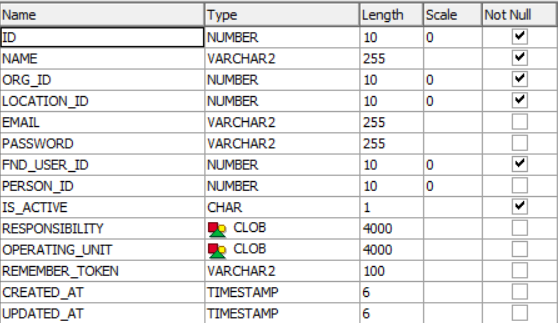 Name Type Length Scale Not Null
ID NUMBER 10 0
NAME VARCHAR2 255
ORG_ID NUMBER 10 0
LOCATION_ID NUMBER 10 0
EMAIL VARCHAR2 255
PASSWORD VARCHAR2 255
FND_USER_ID NUMBER 10 0
PERSON_ID NUMBER 10 0
IS_ACTIVE CHAR 1
RESPONSIBILITY CLOB 4000
OPERATING_UNIT CLOB 4000
REMEMBER_TOKEN VARCHAR2 100
CREATED_AT TIMESTAMP 6
UPDATED_AT TIMESTAMP 6